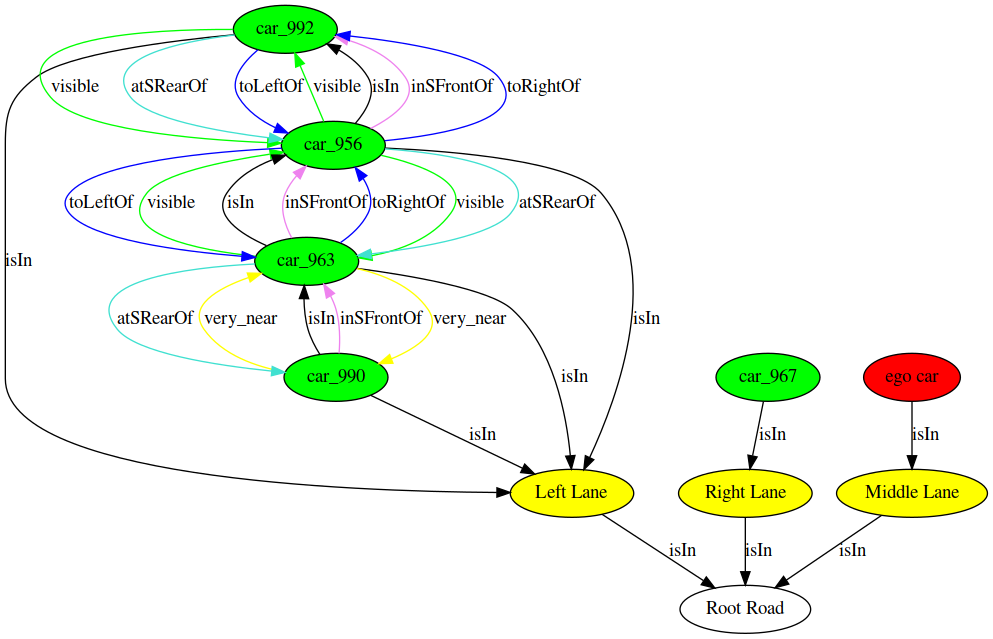 car_992
visible
atSRearOf
toLeftOf
visible
isIn
inSFrontOf
toRightOf
car_956
toLeftOf
visible
isIn
inSFrontOf
toRightOf
visible
atSRearOf
isIn
car_963
atSRearOf
very_near
isIn
inSFrontOf
very_near
isIn
car_990
car_967
ego car
isIn
isIn
isIn
isIn
Left Lane
Right Lane
Middle Lane
isIn
isIn
isIn
Root Road